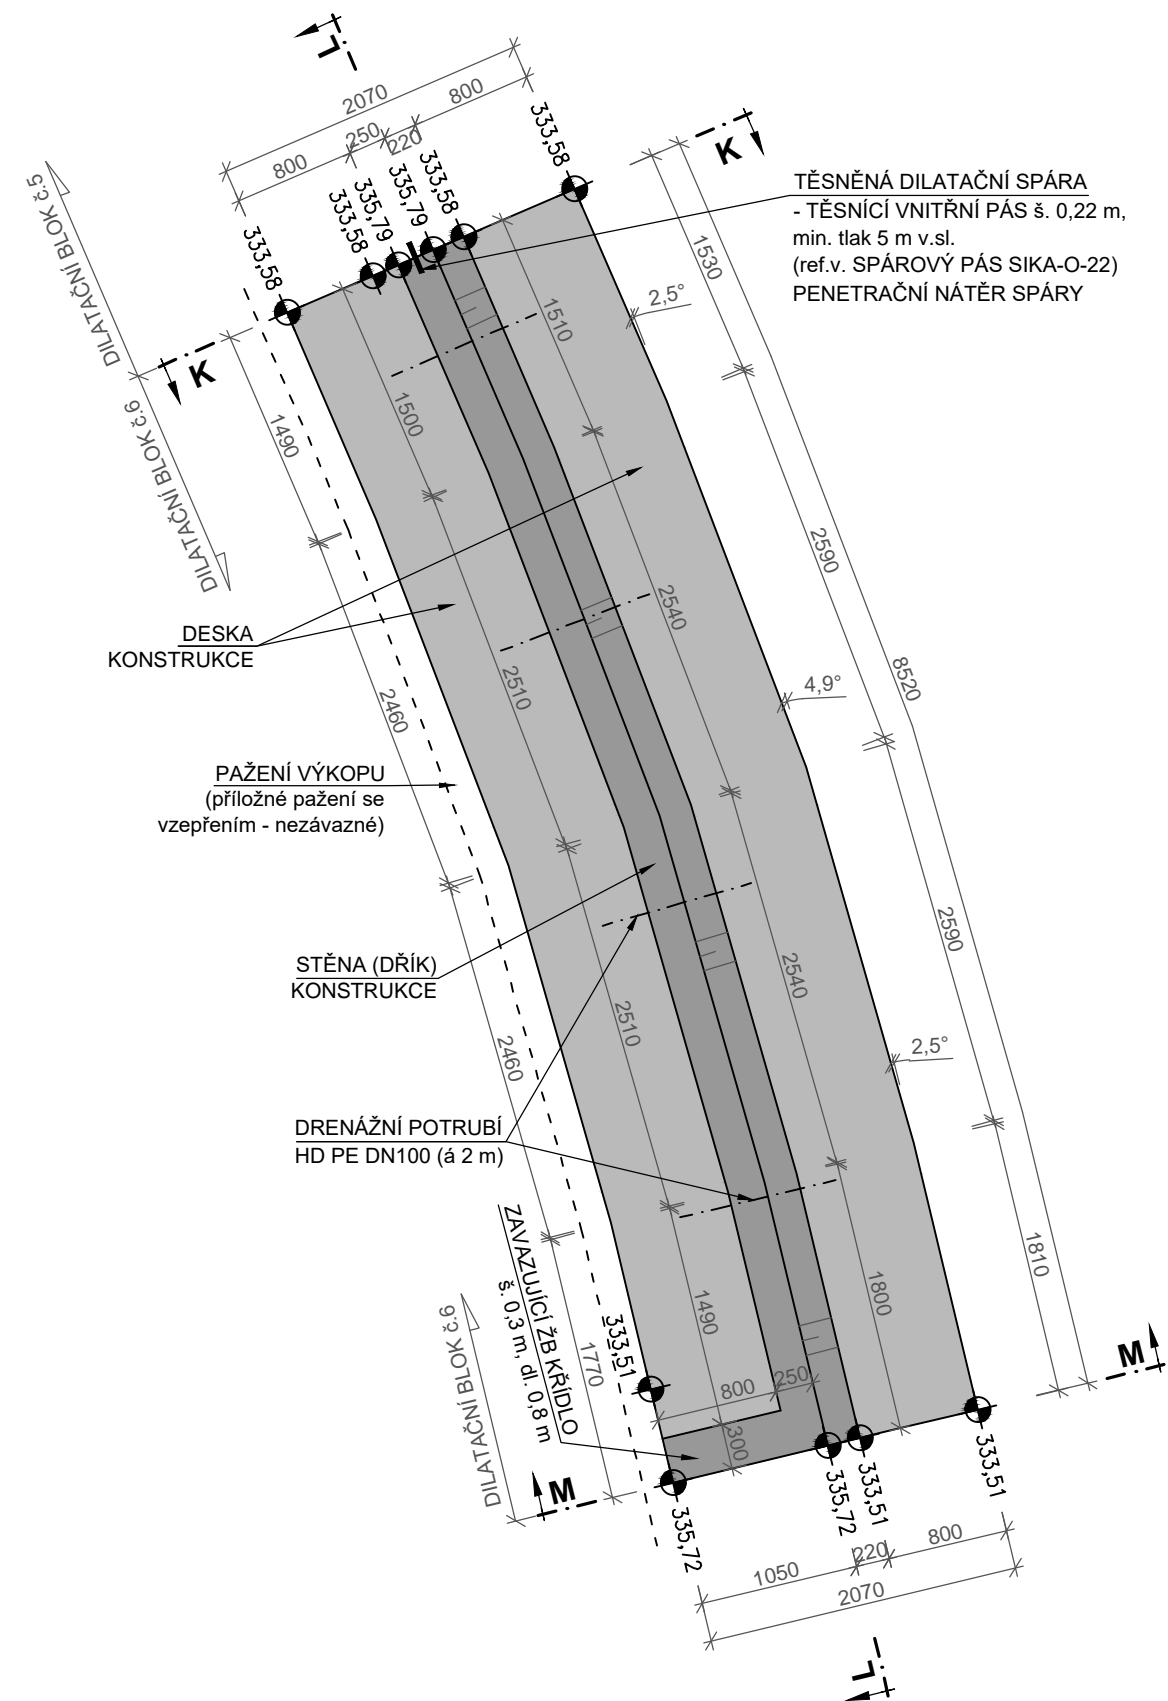 L
2070
800
250
220
800
333,58
333,58
335,79
335,79
333,58
333,58
K
K
DILATAČNÍ BLOK č.5
DILATAČNÍ BLOK č.6
TĚSNĚNÁ DILATAČNÍ SPÁRA
- TĚSNÍCÍ VNITŘNÍ PÁS š. 0,22 m,
min. tlak 5 m v.sl.
(ref.v. SPÁROVÝ PÁS SIKA-O-22)
PENETRAČNÍ NÁTĚR SPÁRY
1490
1500
1510
1530
2,5°
2590
2540
2510
2460
8520
4,9°
DESKA
KONSTRUKCE
PAŽENÍ VÝKOPU
(příložné pažení se
vzepřením - nezávazné)
STĚNA (DŘÍK)
KONSTRUKCE
2590
2540
2510
2460
2,5°
DRENÁŽNÍ POTRUBÍ
HD PE DN100 (á 2 m)
ZAVAZUJÍCÍ ŽB KŘÍDLO
š. 0,3 m, dl. 0,8 m
DILATAČNÍ BLOK č.6
1770
1490
1800
1810
333,51
800
250
300
M
M
335,72
335,72
333,51
333,51
1050
220
800
2070
L